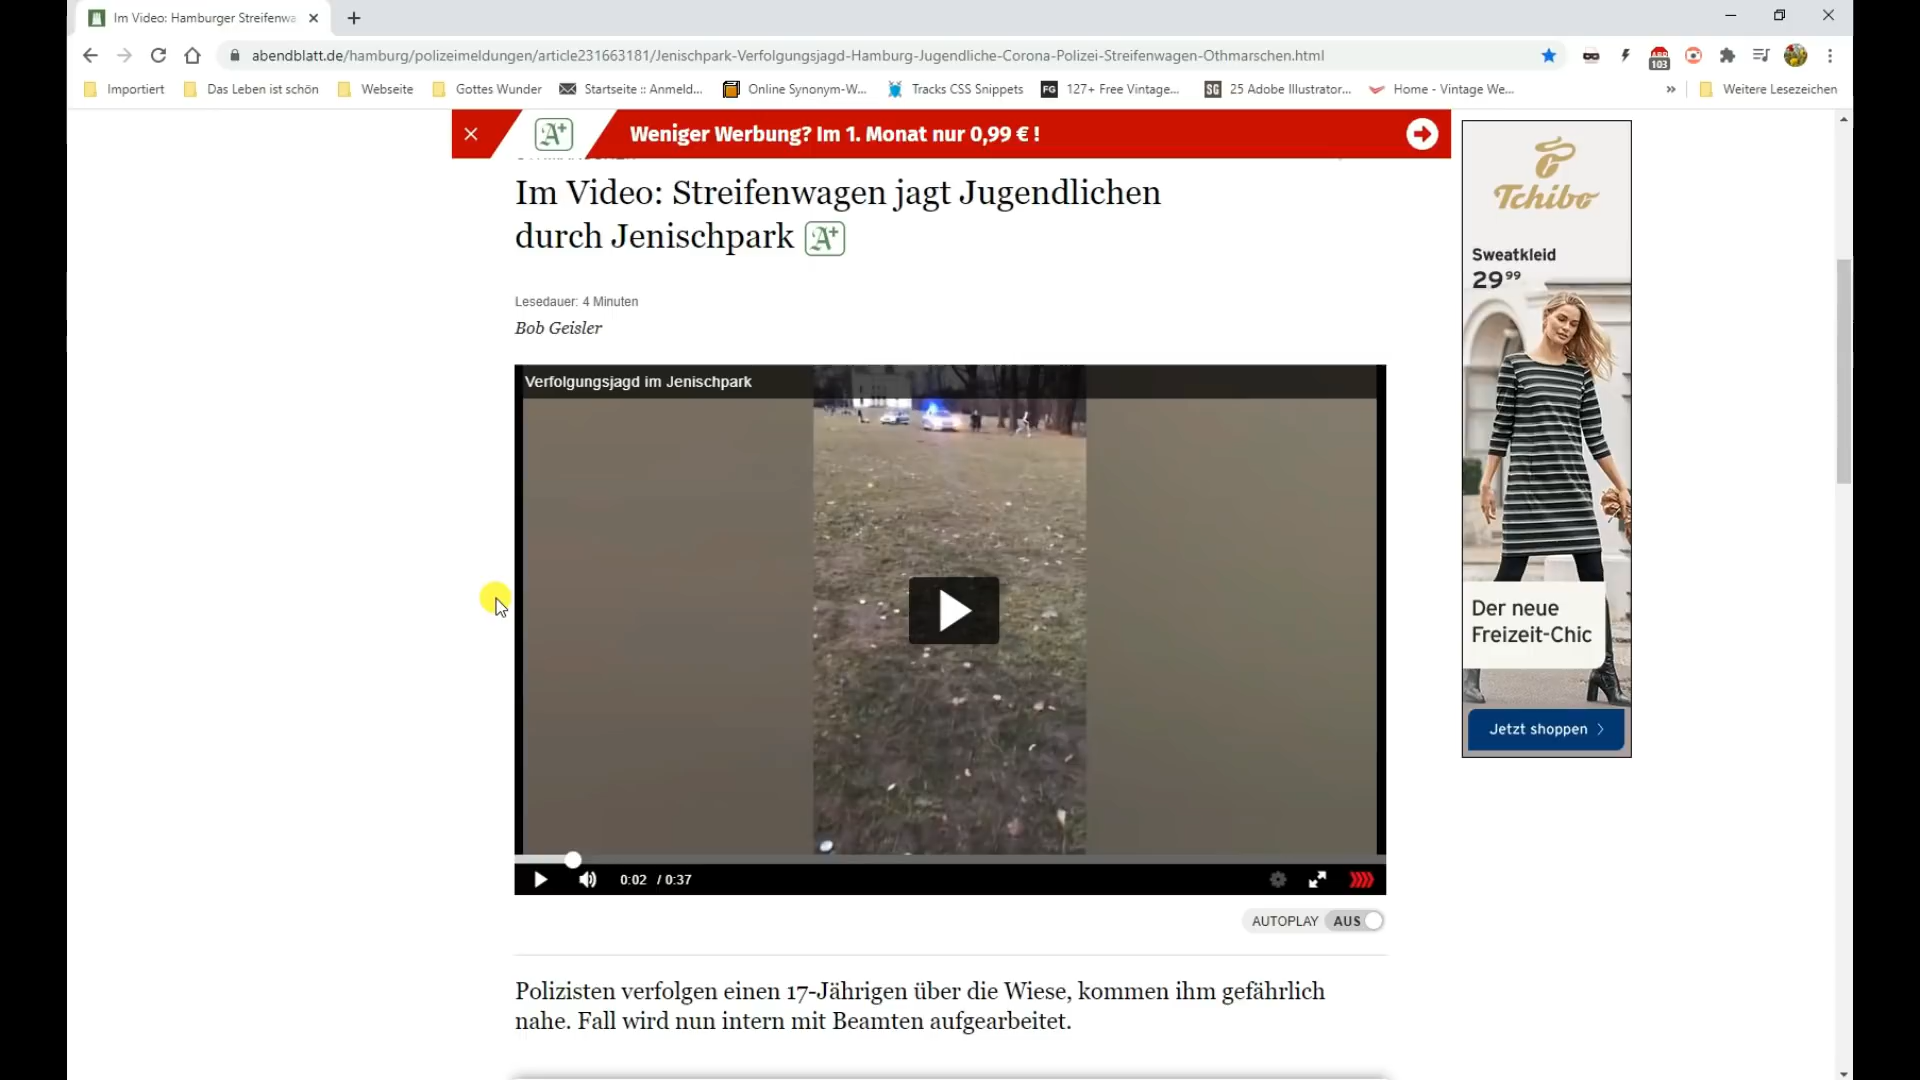 Im Video: Hamburger Streifenwa
abendblatt.de/hamburg/polizeimeldungen/article231663181/Jenischpark-Verfolgungsjagd-Hamburg-Jugendliche-Corona-Polizei-Streifenwagen-Othmarschen.html
ABP
103
Importiert
Das Leben ist schön
Webseite
Gottes Wunder
Startseite :: Anmeld...
Online Synonym-W...
Tracks CSS Snippets
FG 127+ Free Vintage...
SG 25 Adobe Illustrator...
Home - Vintage We...
»
Weitere Lesezeichen
A+ Weniger Werbung? Im 1. Monat nur 0,99 € !
Im Video: Streifenwagen jagt Jugendlichen
durch Jenischpark A+
Lesedauer: 4 Minuten
Bob Geisler
Verfolgungsjagd im Jenischpark
0:02 / 0:37
AUTOPLAY AUS
Polizisten verfolgen einen 17-Jährigen über die Wiese, kommen ihm gefährlich
nahe. Fall wird nun intern mit Beamten aufgearbeitet.
Tchibo
Sweatkleid
29⁹⁹
Der neue
Freizeit-Chic
Jetzt shoppen